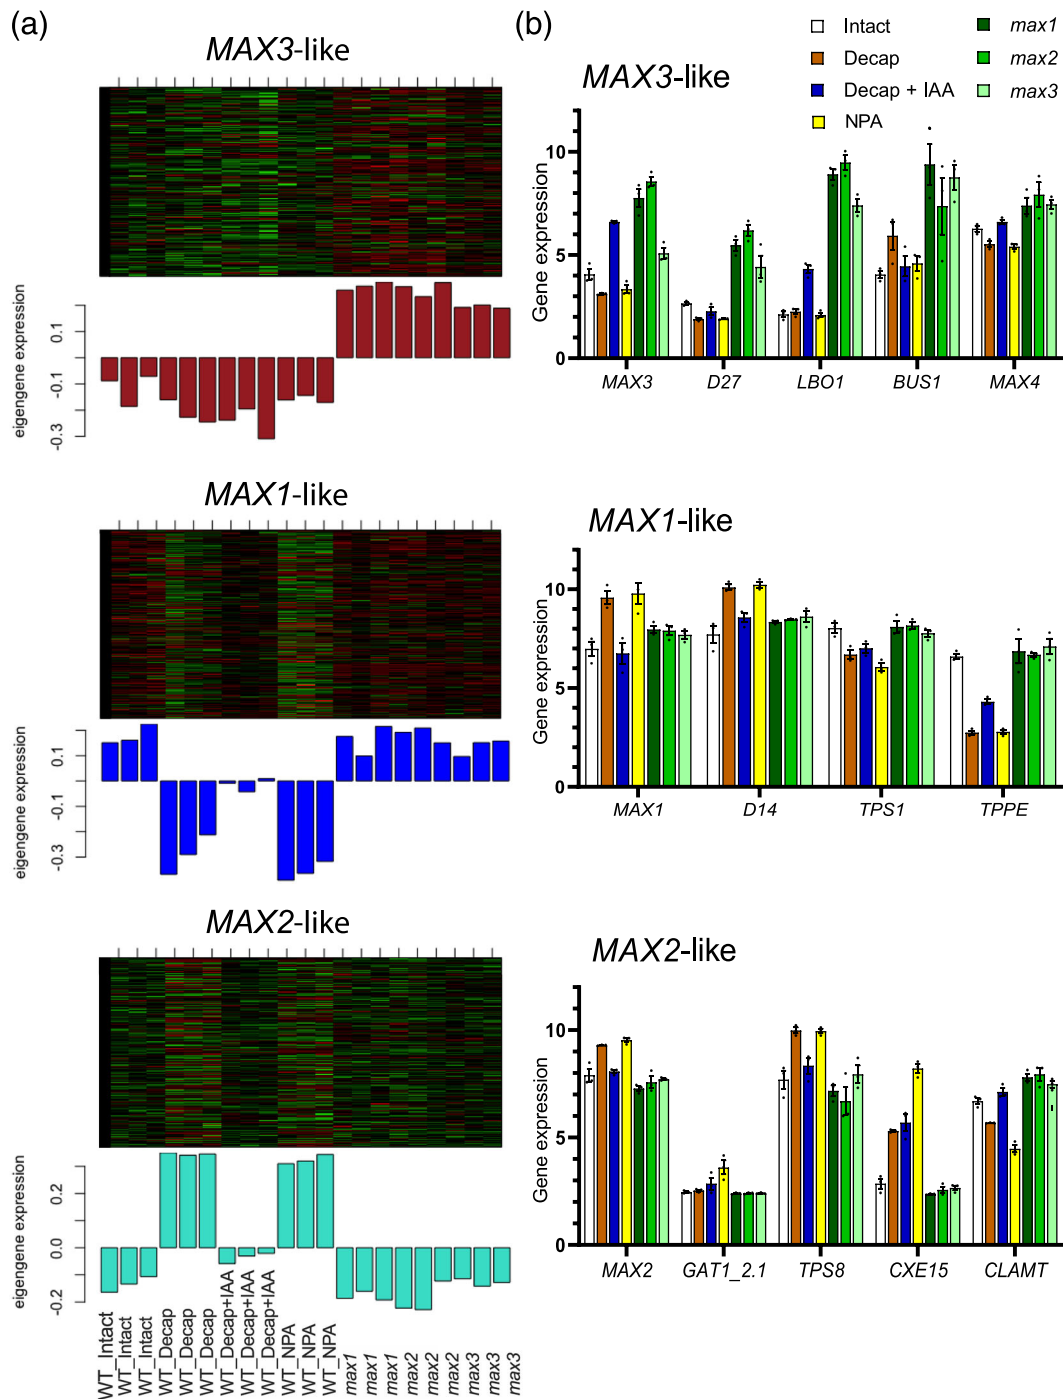 (a)
MAX3-like
eigengene expression
0.1
-0.1
-0.3
MAX1-like
eigengene expression
0.1
-0.1
-0.3
MAX2-like
eigengene expression
0.2
0.0
-0.2
WT_Intact
WT_Intact
WT_Intact
WT_Decap
WT_Decap
WT_Decap
WT_Decap+IAA
WT_Decap+IAA
WT_Decap+IAA
WT_NPA
WT_NPA
WT_NPA
max1
max1
max1
max2
max2
max2
max3
max3
max3
(b)
Intact
Decap
Decap + IAA
NPA
max1
max2
max3
MAX3-like
Gene expression
10
5
0
MAX3 D27 LBO1 BUS1 MAX4
MAX1-like
Gene expression
10
5
0
MAX1 D14 TPS1 TPPE
MAX2-like
Gene expression
10
5
0
MAX2 GAT1_2.1 TPS8 CXE15 CLAMT